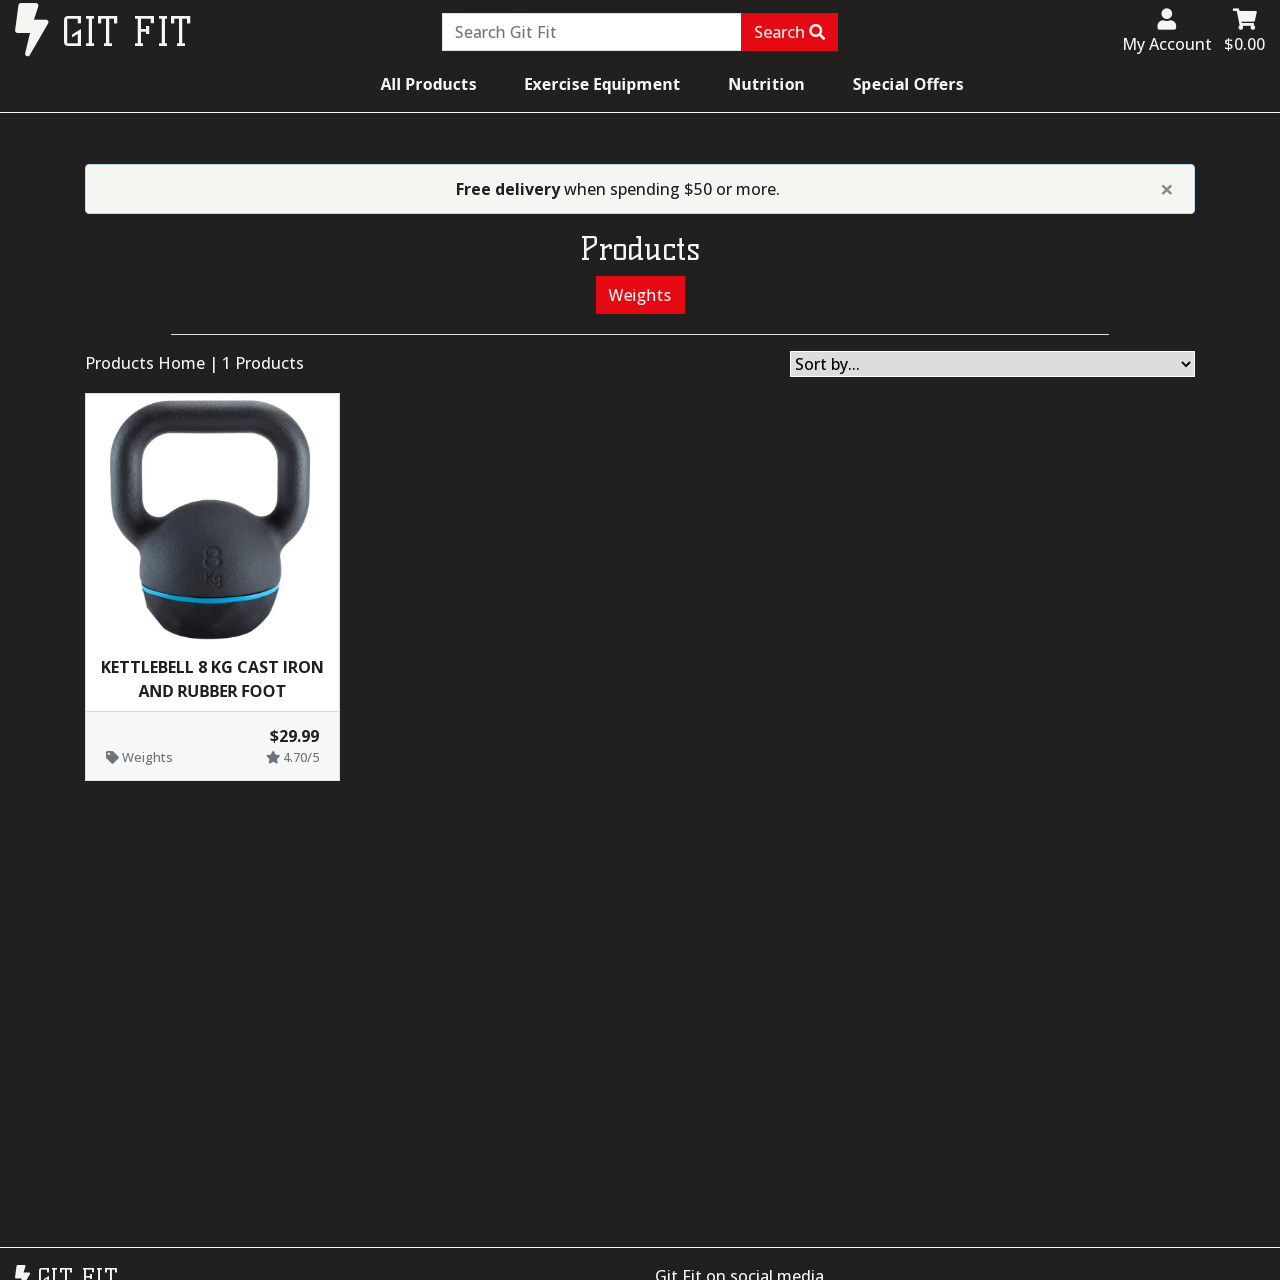 GIT FIT
Search Git Fit
Search
My Account
$0.00
All Products
Exercise Equipment
Nutrition
Special Offers
Free delivery when spending $50 or more.
×
Products
Weights
Products Home | 1 Products
Sort by...
8
Kg
KETTLEBELL 8 KG CAST IRON
AND RUBBER FOOT
$29.99
Weights
4.70/5
GIT FIT
Git Fit on social media